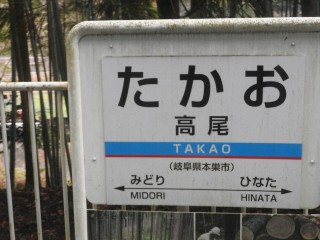 たかお
高尾
TAKAO
(岐阜県本巣市)
みどり ひなた
MIDORI HINATA